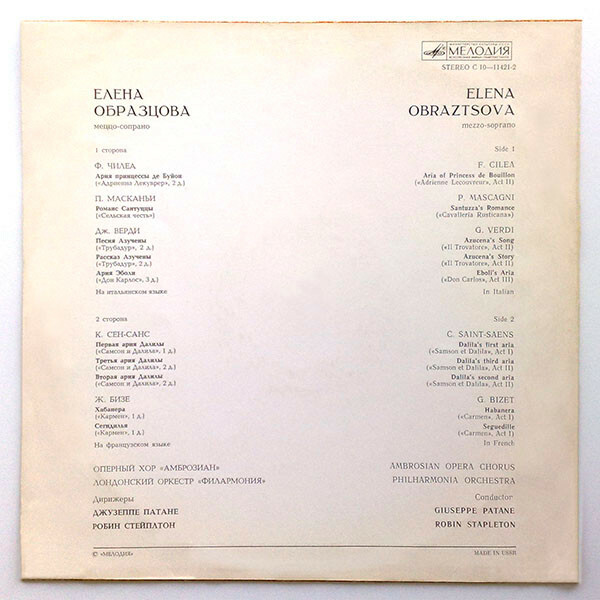 МЕЛОДИЯ
STEREO С 10—11421-2
ЕЛЕНА
ОБРАЗЦОВА
меццо-сопрано
1 сторона
Ф. ЧИЛЕА
Ария принцессы де Буйон
(«Адриенна Лекуврер», 2 д.)
П. МАСКАНЬИ
Романс Сантуццы
(«Сельская честь»)
ДЖ. ВЕРДИ
Песня Азучены
(«Трубадур», 2 д.)
Рассказ Азучены
(«Трубадур», 2 д.)
Ария Эболи
(«Дон Карлос», 3 д.)
На итальянском языке
2 сторона
К. СЕН-САНС
Первая ария Далилы
(«Самсон и Далила», 1 д.)
Третья ария Далилы
(«Самсон и Далила», 2 д.)
Вторая ария Далилы
(«Самсон и Далила», 2 д.)
Ж. БИЗЕ
Хабанера
(«Кармен», 1 д.)
Сегидилья
(«Кармен», 1 д.)
На французском языке
ОПЕРНЫЙ ХОР «АМБРОЗИАН»
ЛОНДОНСКИЙ ОРКЕСТР «ФИЛАРМОНИЯ»
Дирижеры
ДЖУЗЕППЕ ПАТАНЕ
РОБИН СТЕЙПЛТОН
© «МЕЛОДИЯ»
ELENA
OBRAZTSOVA
mezzo-soprano
Side 1
F. CILEA
Aria of Princess de Bouillon
(«Adrienne Lecouvreur», Act II)
P. MASCAGNI
Santuzza's Romance
(«Cavalleria Rusticana»)
G. VERDI
Azucena's Song
(«Il Trovatore», Act II)
Azucena's Story
(«Il Trovatore», Act II)
Eboli's Aria
(«Don Carlos», Act III)
In Italian
Side 2
C. SAINT-SAENS
Dalila's first aria
(«Samson et Dalila», Act I)
Dalila's third aria
(«Samson et Dalila», Act II)
Dalila's second aria
(«Samson et Dalila», Act II)
G. BIZET
Habanera
(«Carmen», Act I)
Seguedille
(«Carmen», Act I)
In French
AMBROSIAN OPERA CHORUS
PHILHARMONIA ORCHESTRA
Conductor
GIUSEPPE PATANE
ROBIN STAPLETON
MADE IN USSR